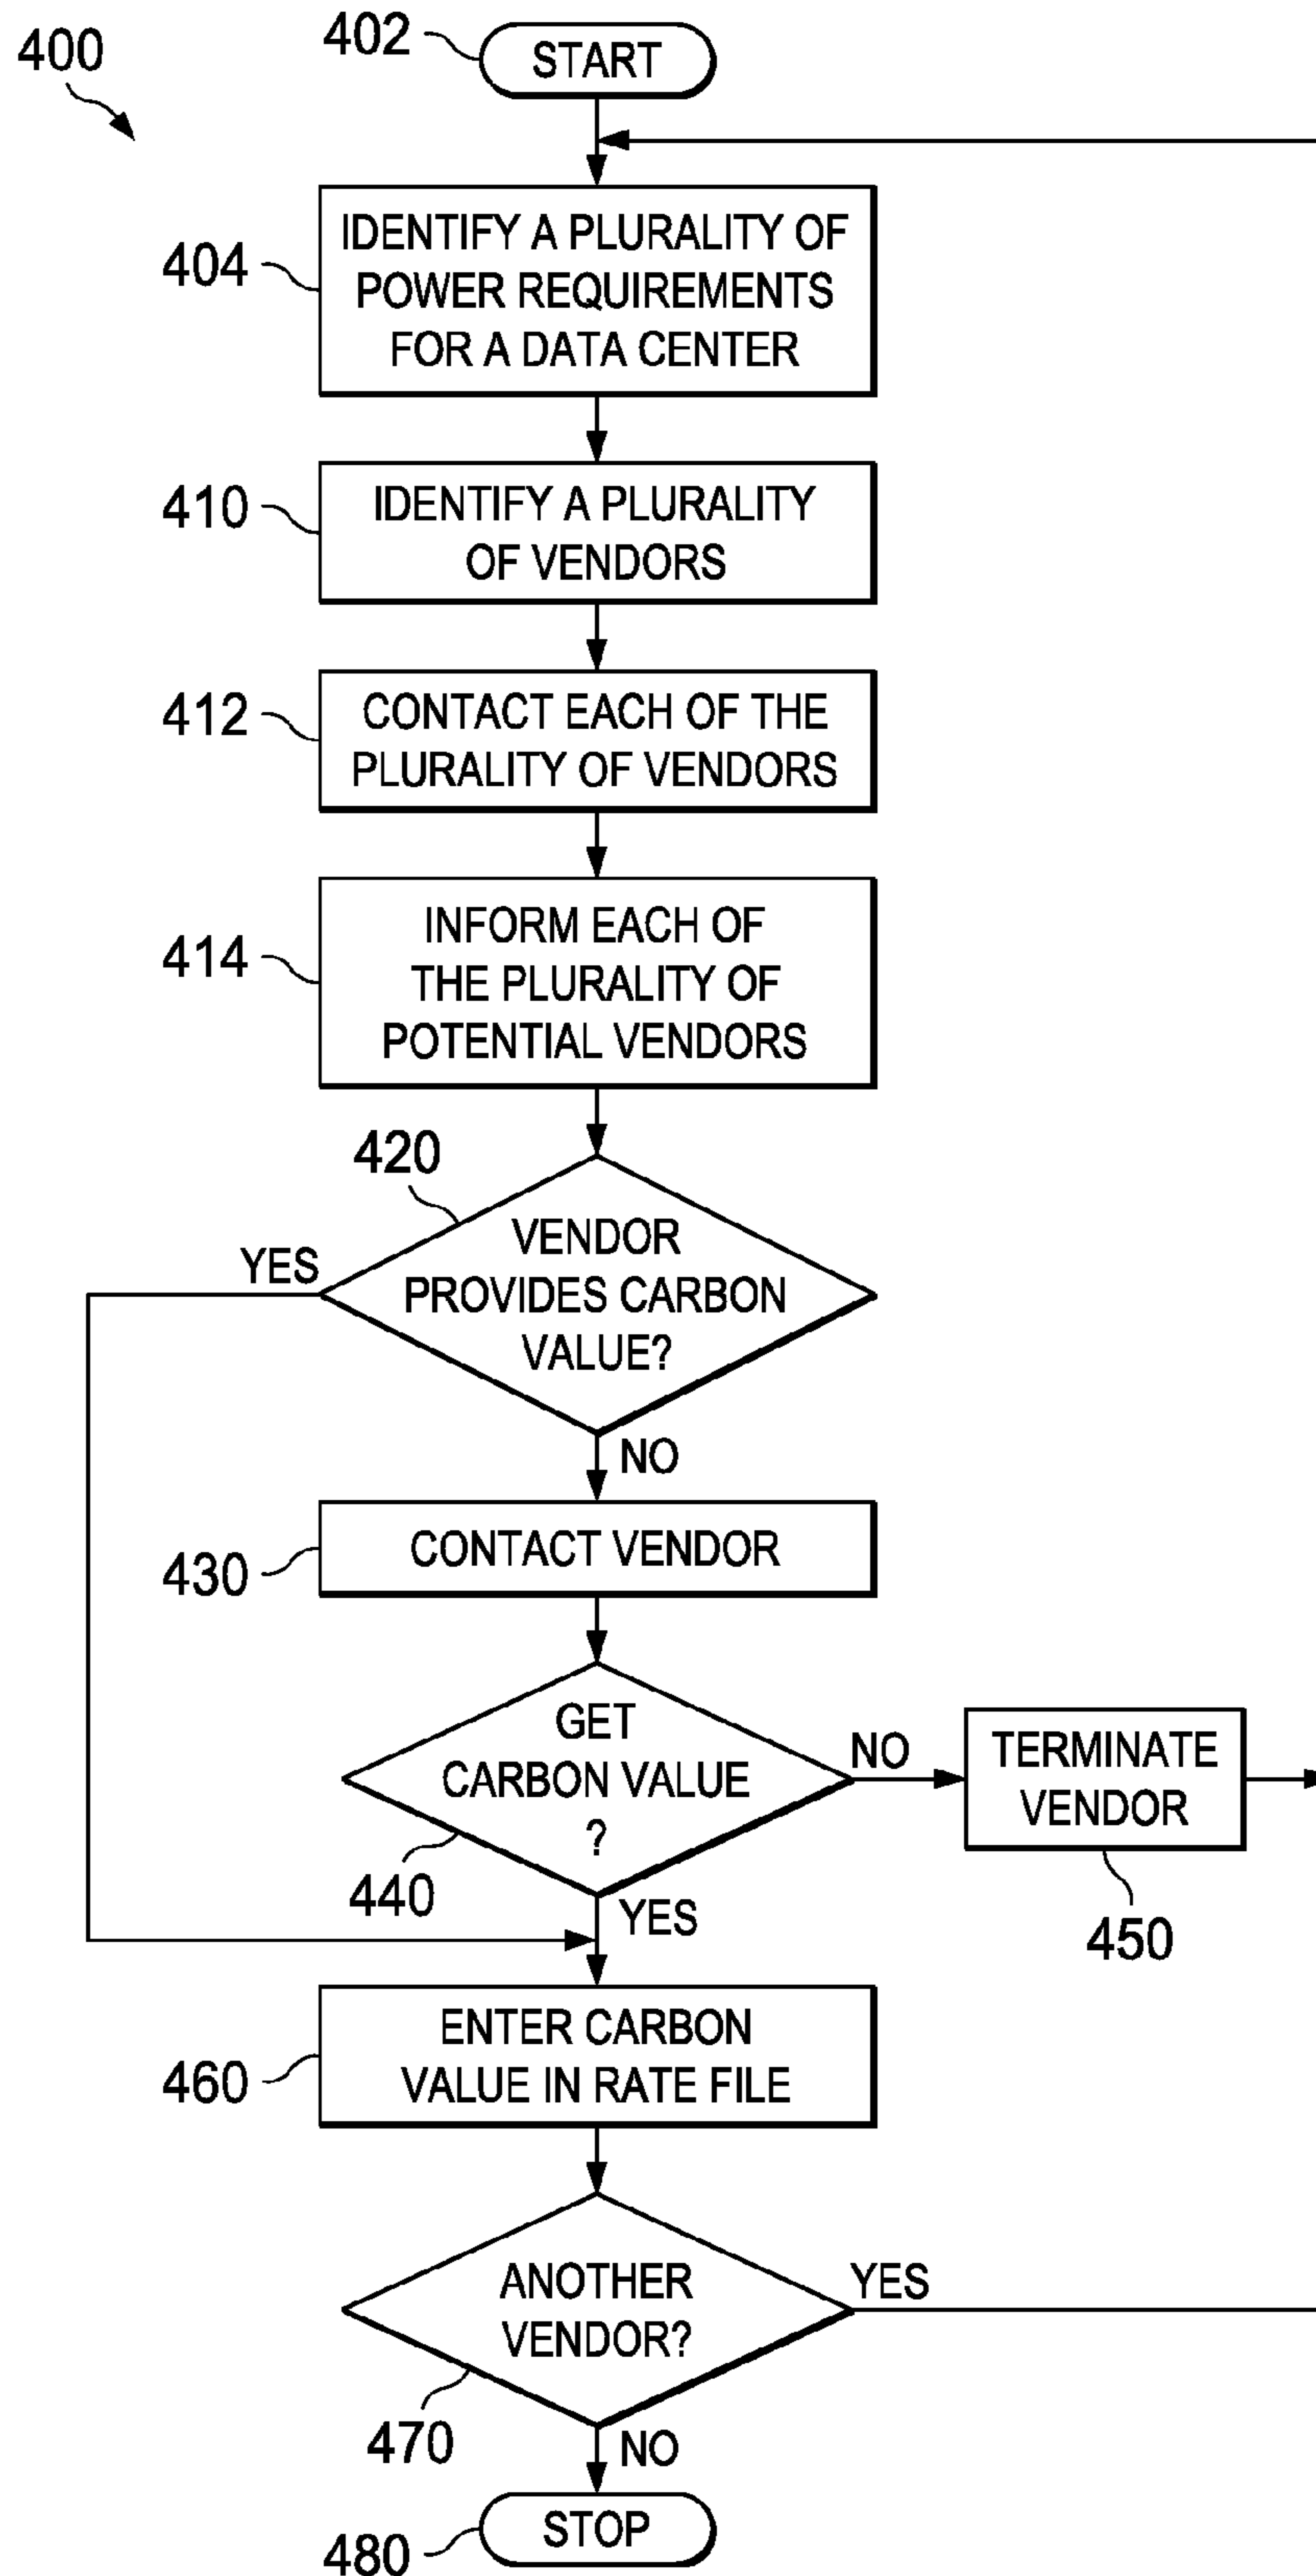 400
402
START
404
IDENTIFY A PLURALITY OF
POWER REQUIREMENTS
FOR A DATA CENTER
410
IDENTIFY A PLURALITY
OF VENDORS
412
CONTACT EACH OF THE
PLURALITY OF VENDORS
414
INFORM EACH OF
THE PLURALITY OF
POTENTIAL VENDORS
420
VENDOR
PROVIDES CARBON
VALUE?
YES
NO
430
CONTACT VENDOR
440
GET
CARBON VALUE
?
NO
TERMINATE
VENDOR
450
YES
460
ENTER CARBON
VALUE IN RATE FILE
470
ANOTHER
VENDOR?
YES
NO
480
STOP